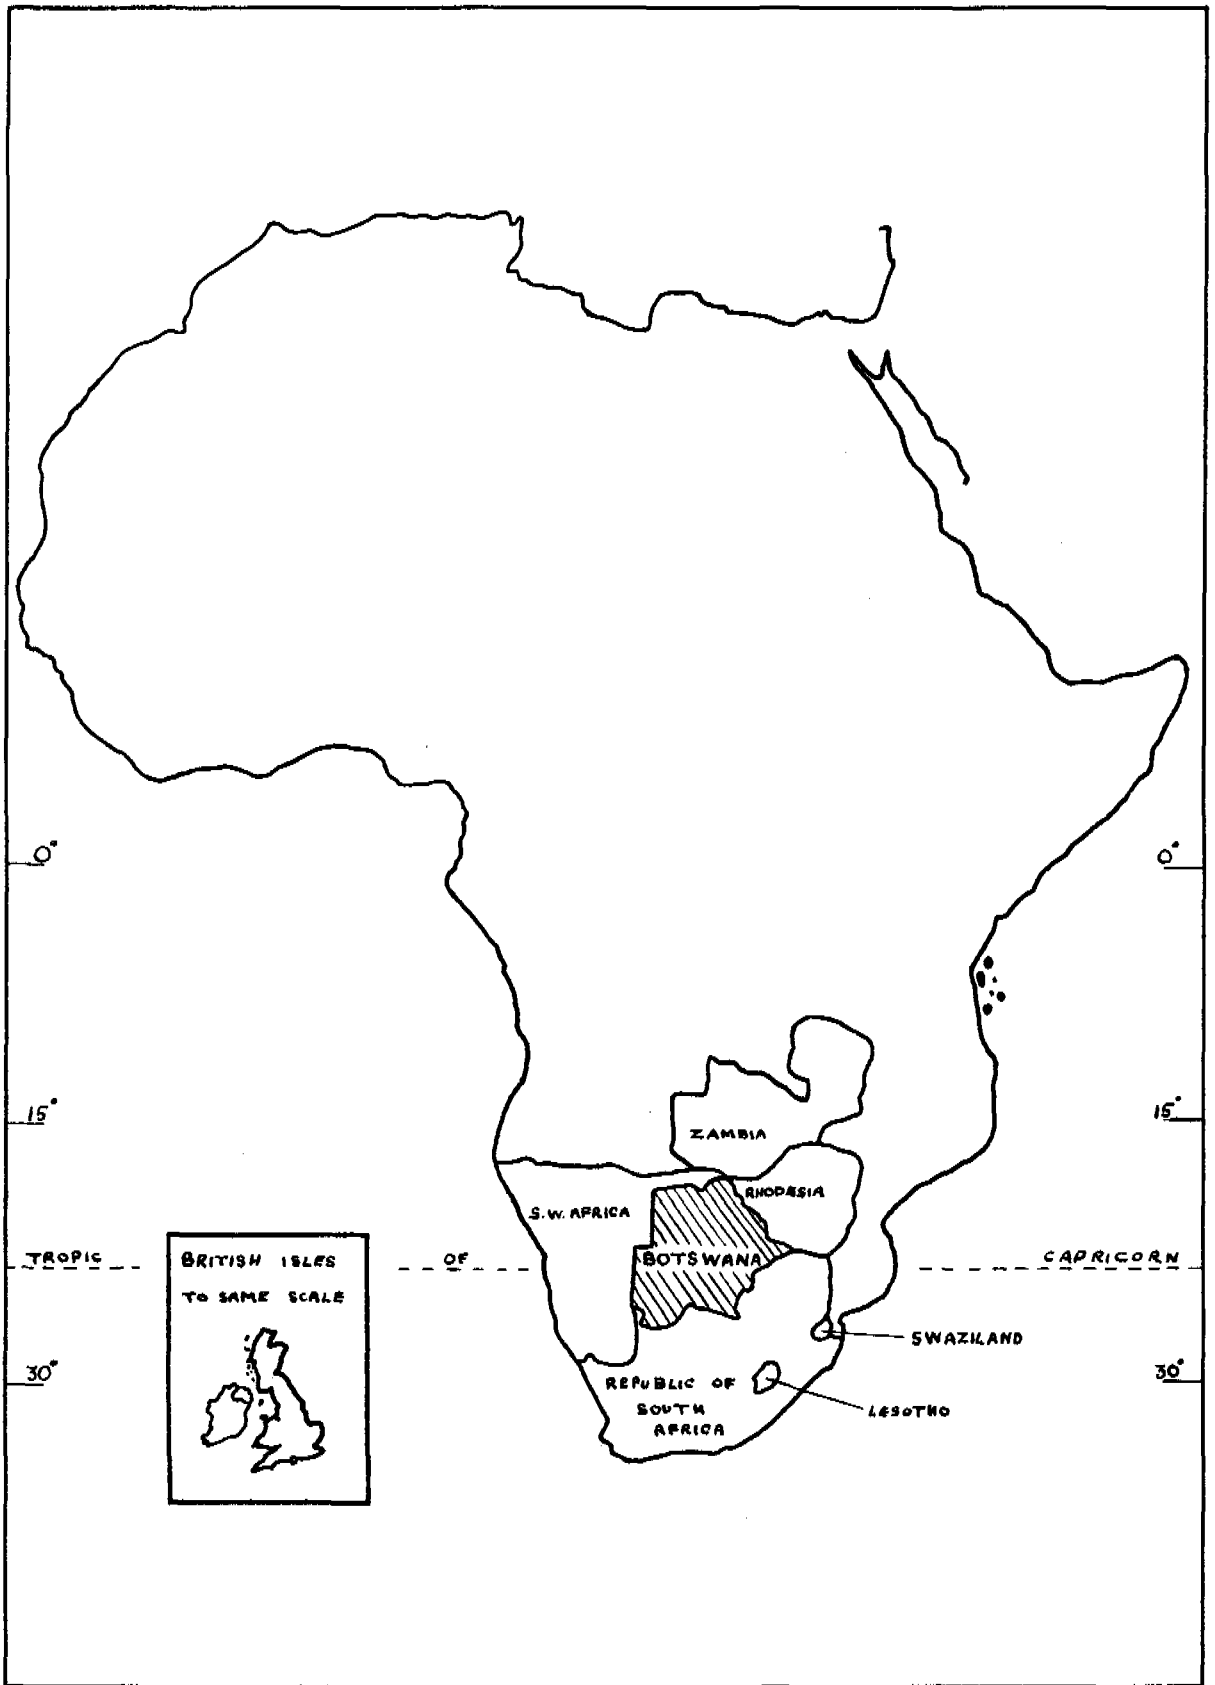 0°
0°
15°
15°
ZAMBIA
RHODESIA
S.W. AFRICA
BOTSWANA
TROPIC OF CAPRICORN
BRITISH ISLES
TO SAME SCALE
SWAZILAND
30°
30°
REPUBLIC OF
SOUTH
AFRICA
LESOTHO